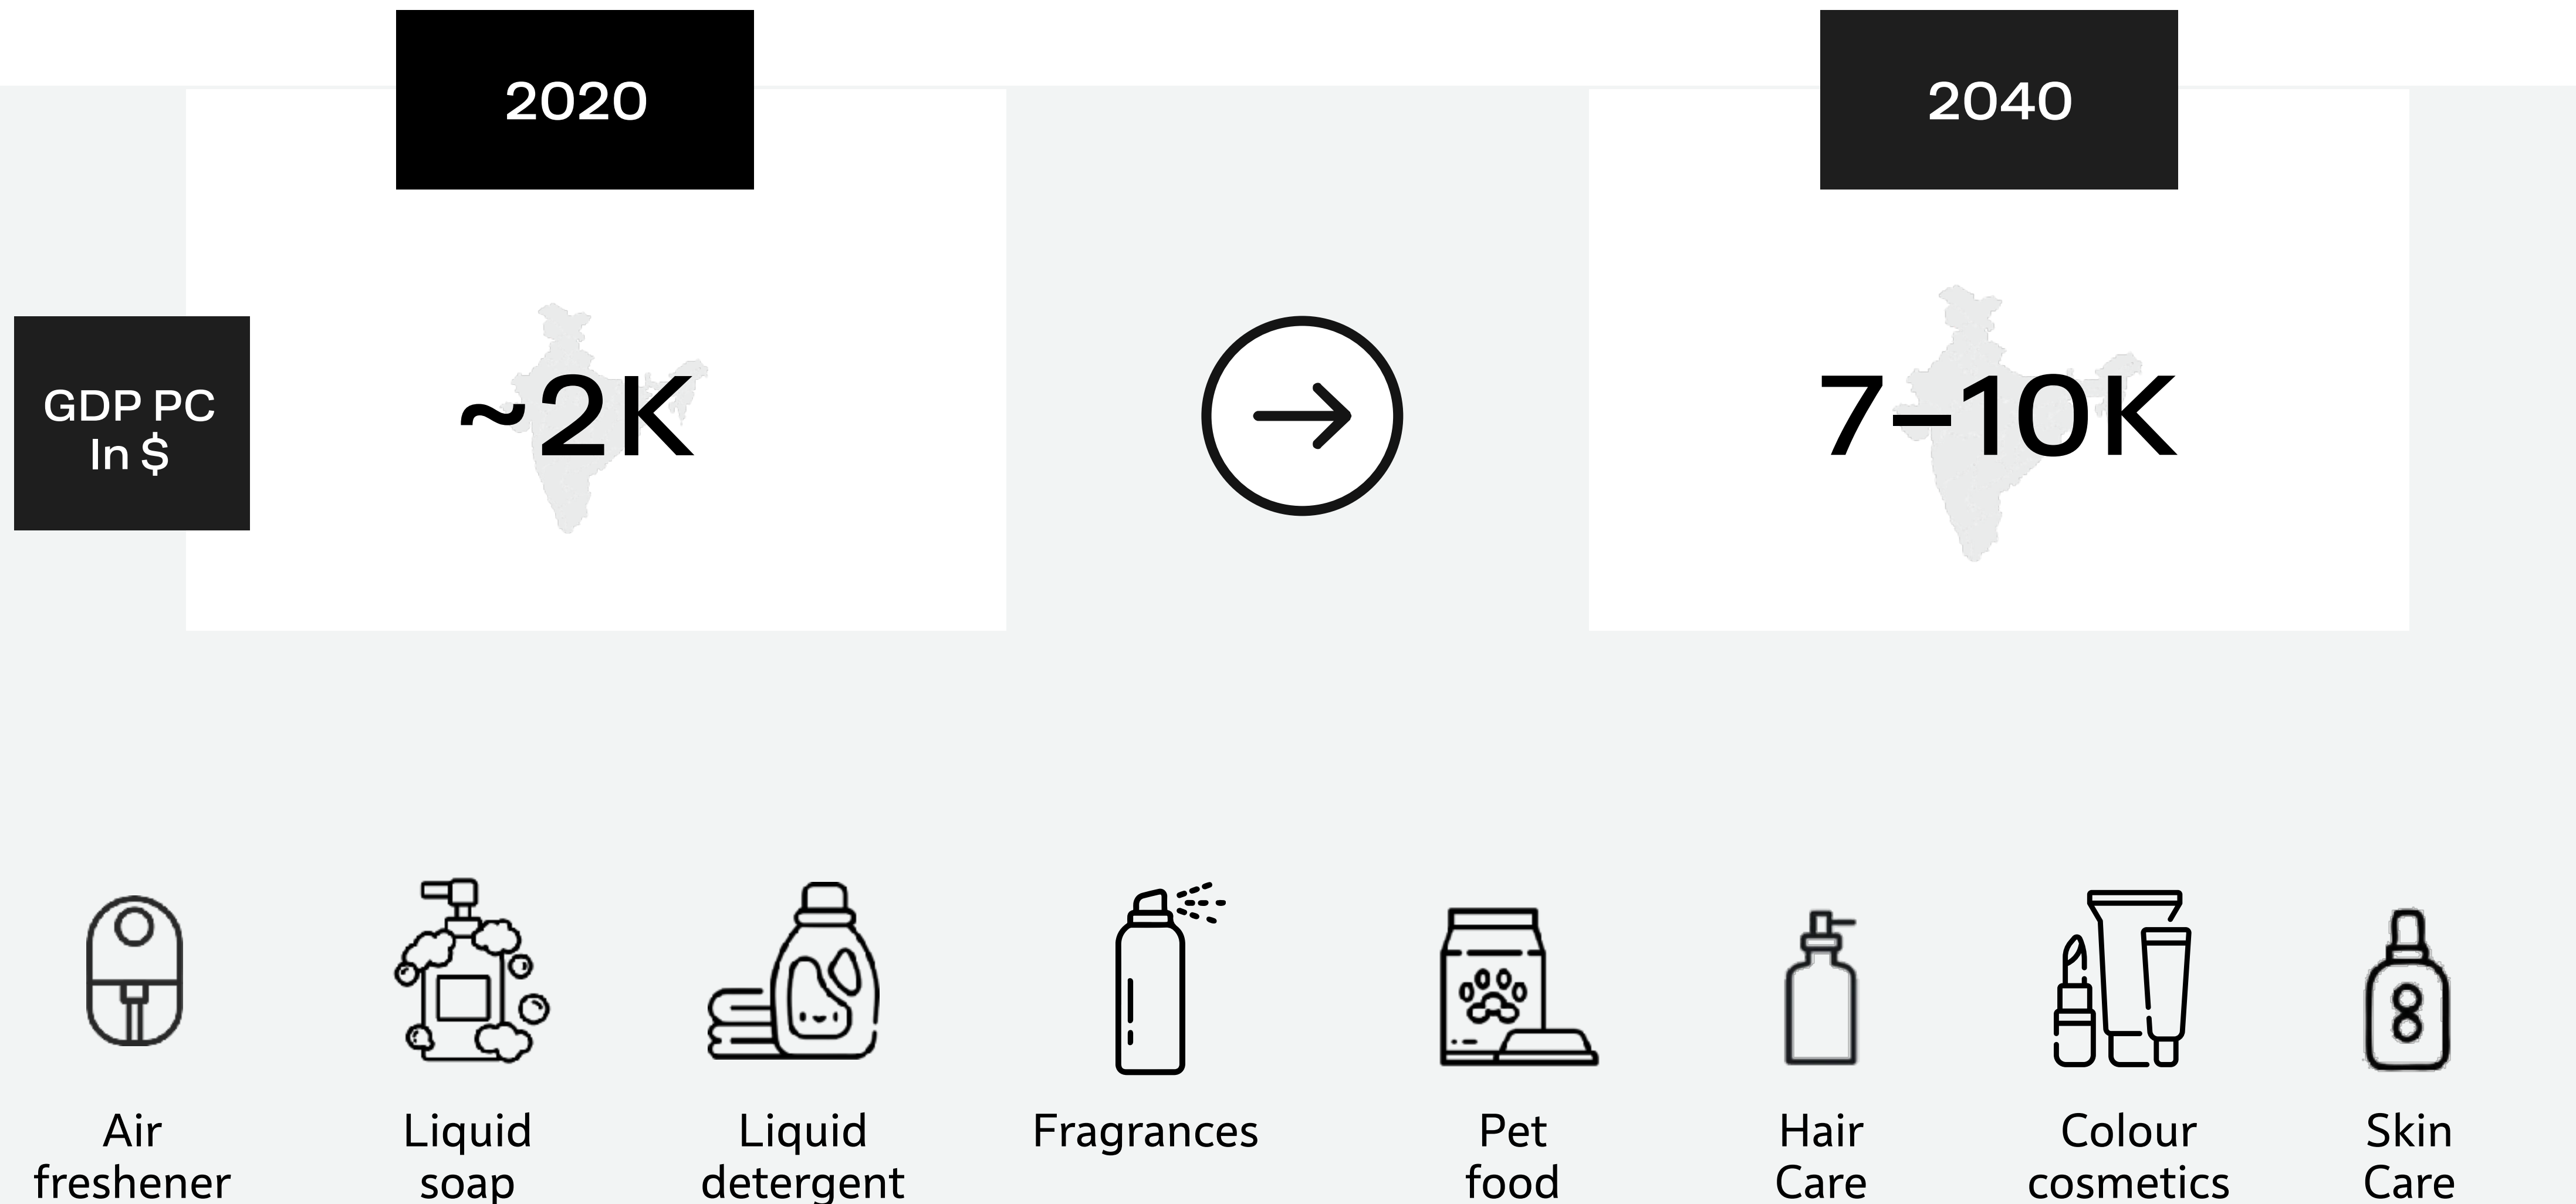 2020
2040
GDP PC
In $
~2K
7–10K
Air
freshener
Liquid
soap
Liquid
detergent
Fragrances
Pet
food
Hair
Care
Colour
cosmetics
Skin
Care